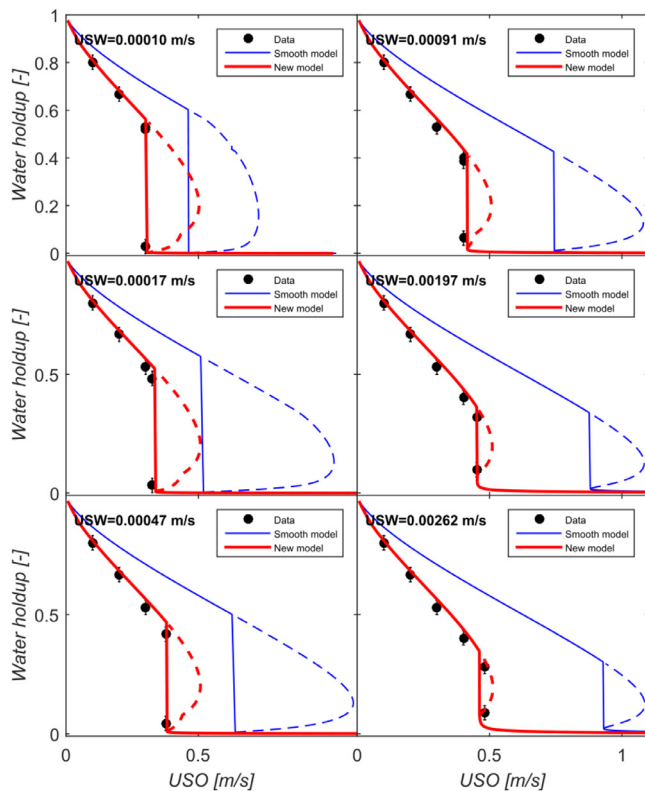 USW=0.00010 m/s
Data
Smooth model
New model
1
0.8
0.6
0.4
0.2
0
Water holdup [-]
USW=0.00091 m/s
Data
Smooth model
New model
USW=0.00017 m/s
Data
Smooth model
New model
0.5
0
Water holdup [-]
USW=0.00197 m/s
Data
Smooth model
New model
USW=0.00047 m/s
Data
Smooth model
New model
0.5
0
Water holdup [-]
0
0.5
USO [m/s]
USW=0.00262 m/s
Data
Smooth model
New model
0
0.5
1
USO [m/s]